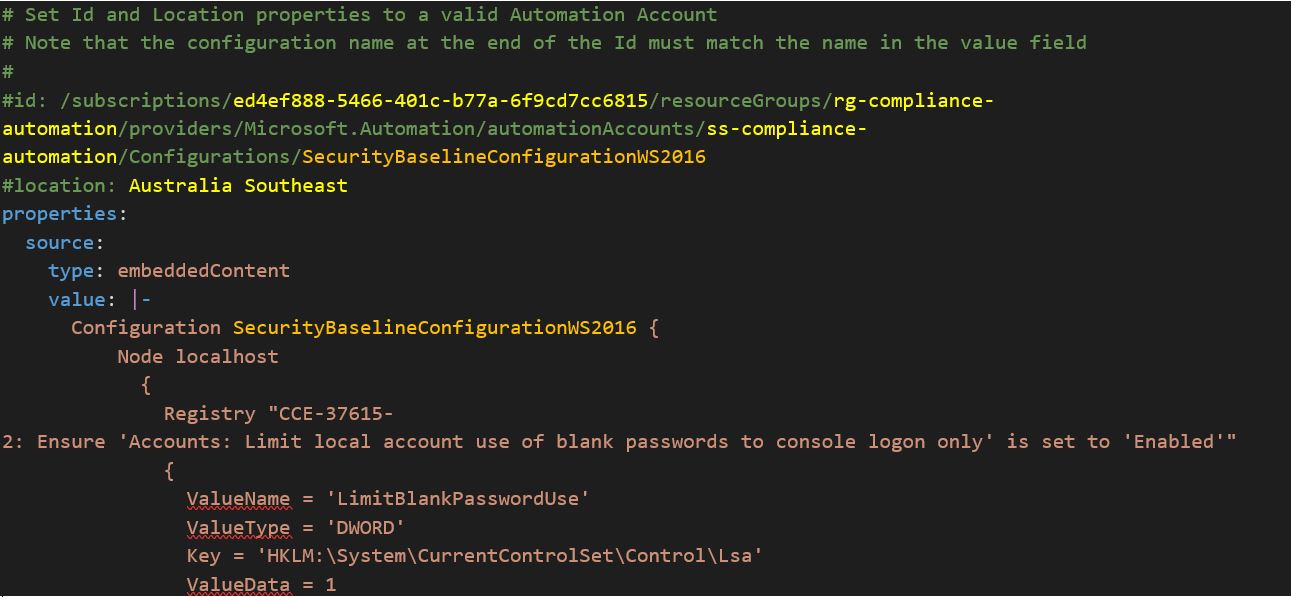 # Set Id and Location properties to a valid Automation Account
# Note that the configuration name at the end of the Id must match the name in the value field
#
#id: /subscriptions/ed4ef888-5466-401c-b77a-6f9cd7cc6815/resourceGroups/rg-compliance-
automation/providers/Microsoft.Automation/automationAccounts/ss-compliance-
automation/Configurations/SecurityBaselineConfigurationWS2016
#location: Australia Southeast
properties:
  source:
    type: embeddedContent
    value: |-
      Configuration SecurityBaselineConfigurationWS2016 {
          Node localhost
            {
              Registry "CCE-37615-
2: Ensure 'Accounts: Limit local account use of blank passwords to console logon only' is set to 'Enabled'"
              {
                ValueName = 'LimitBlankPasswordUse'
                ValueType = 'DWORD'
                Key = 'HKLM:\System\CurrentControlSet\Control\Lsa'
                ValueData = 1